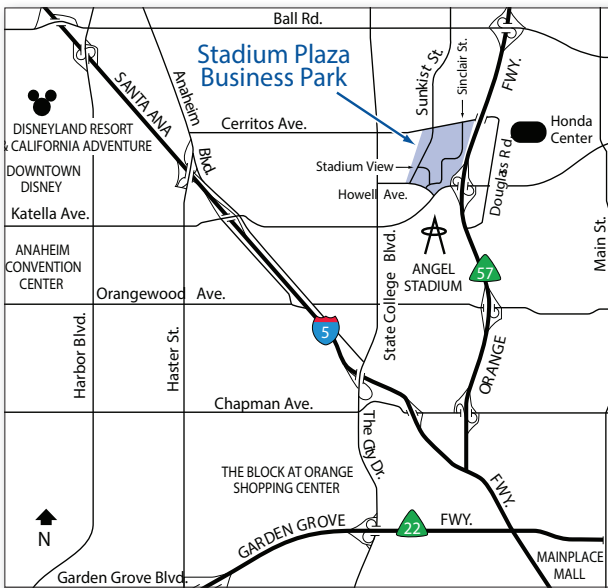 Ball Rd.
Stadium Plaza
Business Park
Sunkist St.
Sinclair St.
FWY.
SANTA ANA
Anaheim
Blvd.
Cerritos Ave.
Honda
Center
DISNEYLAND RESORT
& CALIFORNIA ADVENTURE
Stadium View
Douglass Rd.
DOWNTOWN
DISNEY
Howell Ave.
Katella Ave.
Main St.
ANAHEIM
CONVENTION
CENTER
State College Blvd.
ANGEL
STADIUM
57
Orangewood Ave.
5
Harbor Blvd.
Haster St.
ORANGE
Chapman Ave.
The City Dr.
THE BLOCK AT ORANGE
SHOPPING CENTER
FWY.
N
GARDEN GROVE
22
FWY.
MAINPLACE
MALL
Garden Grove Blvd.